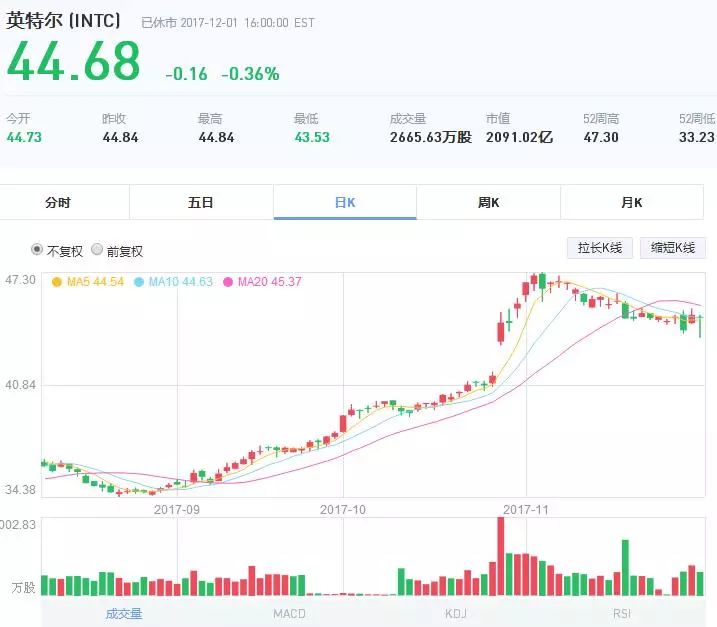 英特尔 (INTC) 已休市 2017-12-01 16:00:00 EST
44.68 -0.16 -0.36%
今开 昨收 最高 最低 成交量 市值 52周高 52周低
44.73 44.84 44.84 43.53 2665.63万股 2091.02亿 47.30 33.23
分时 五日 日K 周K 月K
不复权 前复权 拉长K线 缩短K线
47.30 MA5 44.54 MA10 44.63 MA20 45.37
40.84
34.38
2017-09 2017-10 2017-11
002.83
万股
成交量 MACD KDJ RSI